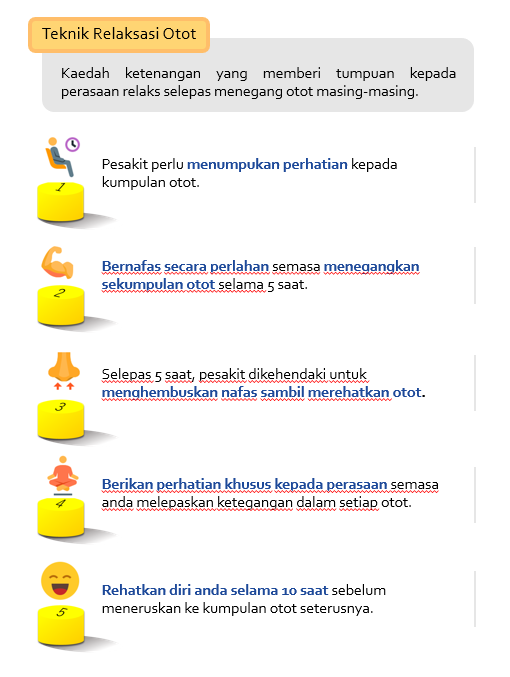 Teknik Relaksasi Otot
Kaedah ketenangan yang memberi tumpuan kepada
perasaan relaks selepas menegang otot masing-masing.
1
Pesakit perlu menumpukan perhatian kepada
kumpulan otot.
2
Bernafas secara perlahan semasa menegangkan
sekumpulan otot selama 5 saat.
3
Selepas 5 saat, pesakit dikehendaki untuk
menghembuskan nafas sambil merehatkan otot.
4
Berikan perhatian khusus kepada perasaan semasa
anda melepaskan ketegangan dalam setiap otot.
5
Rehatkan diri anda selama 10 saat sebelum
meneruskan ke kumpulan otot seterusnya.